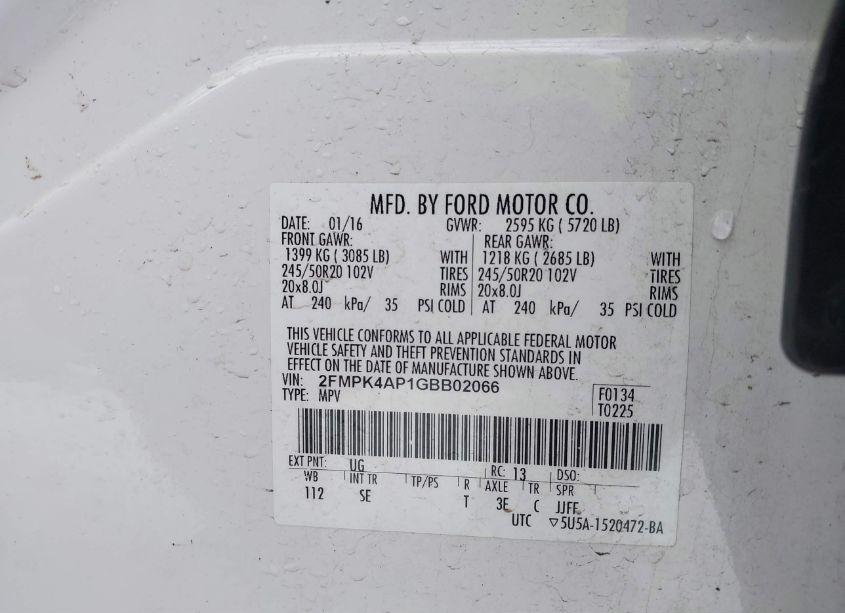 MFD. BY FORD MOTOR CO.
DATE: 01/16 GVWR: 2595 KG ( 5720 LB)
FRONT GAWR: REAR GAWR:
1399 KG ( 3085 LB) WITH 1218 KG ( 2685 LB) WITH
245/50R20 102V TIRES 245/50R20 102V TIRES
20x8.0J RIMS 20x8.0J RIMS
AT 240 kPa/ 35 PSI COLD AT 240 kPa/ 35 PSI COLD
THIS VEHICLE CONFORMS TO ALL APPLICABLE FEDERAL MOTOR
VEHICLE SAFETY AND THEFT PREVENTION STANDARDS IN
EFFECT ON THE DATE OF MANUFACTURE SHOWN ABOVE.
VIN: 2FMPK4AP1GBB02066
TYPE: MPV
F0134
T0225
EXT PNT: UG RC: 13 DSO:
WB INT TR TP/PS R AXLE TR SPR
112 SE T 3E C JJFF
UTC ▽5U5A-1520472-BA